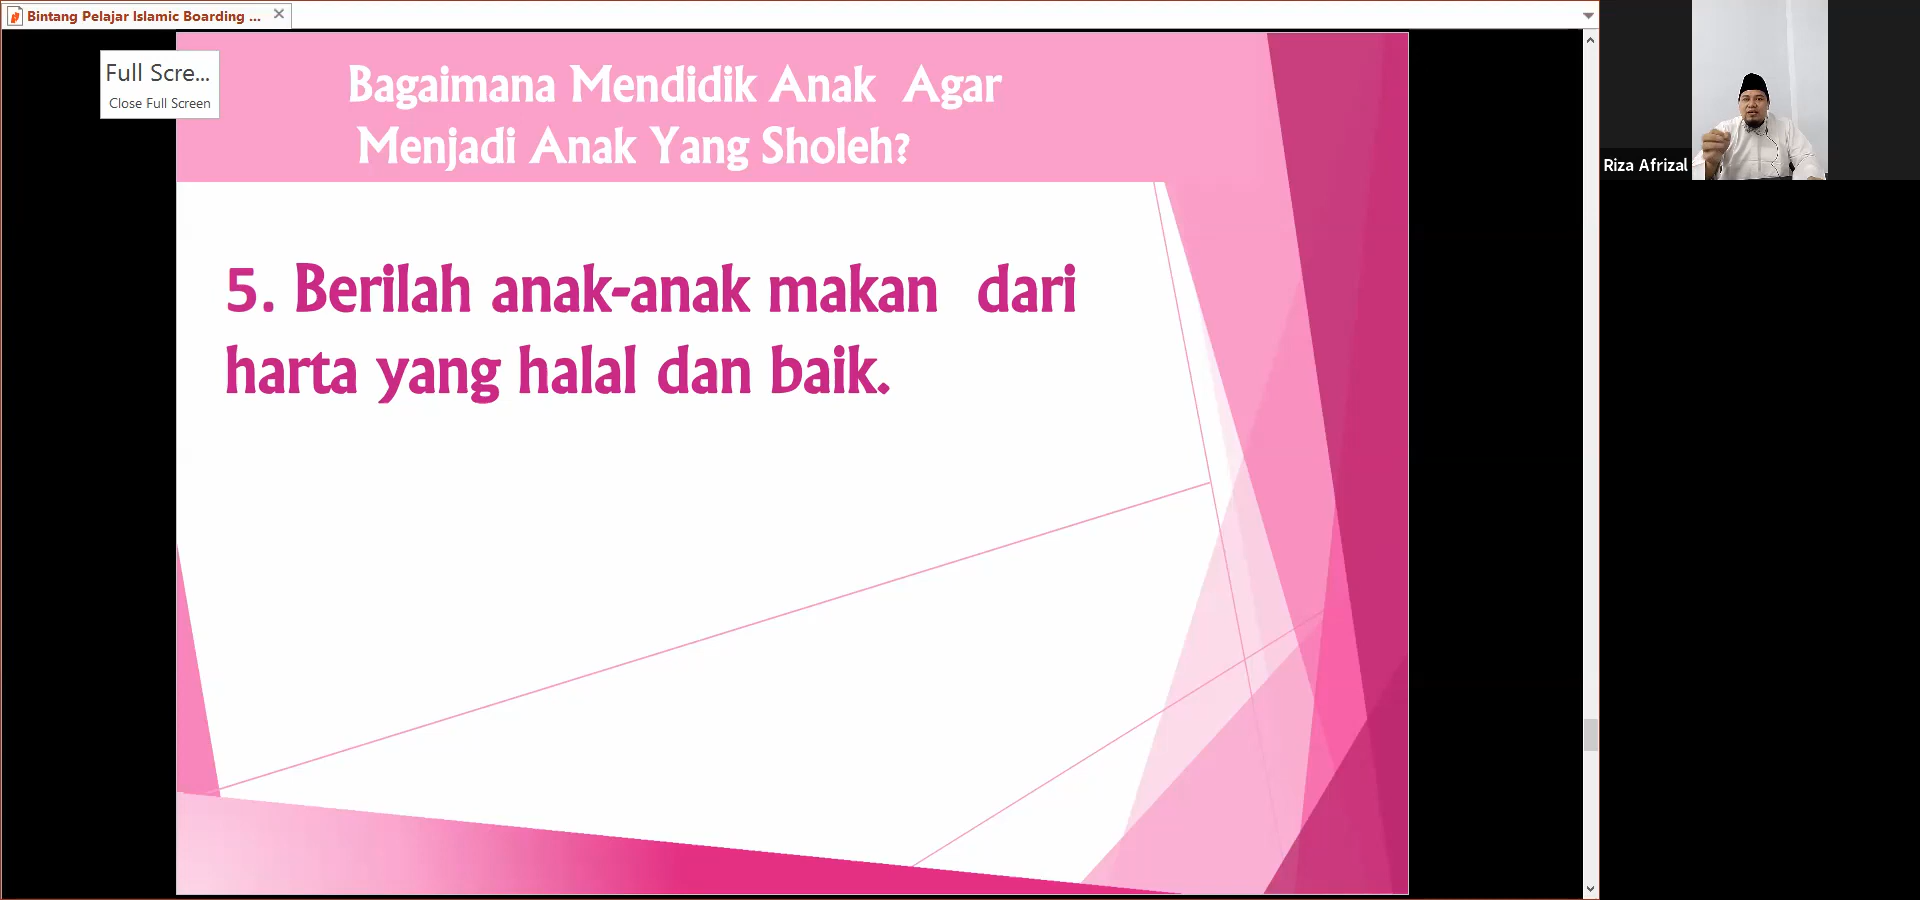 Bintang Pelajar Islamic Boarding ...
Full Scre...
Close Full Screen
Bagaimana Mendidik Anak Agar
Menjadi Anak Yang Sholeh?
5. Berilah anak-anak makan dari
harta yang halal dan baik.
Riza Afrizal